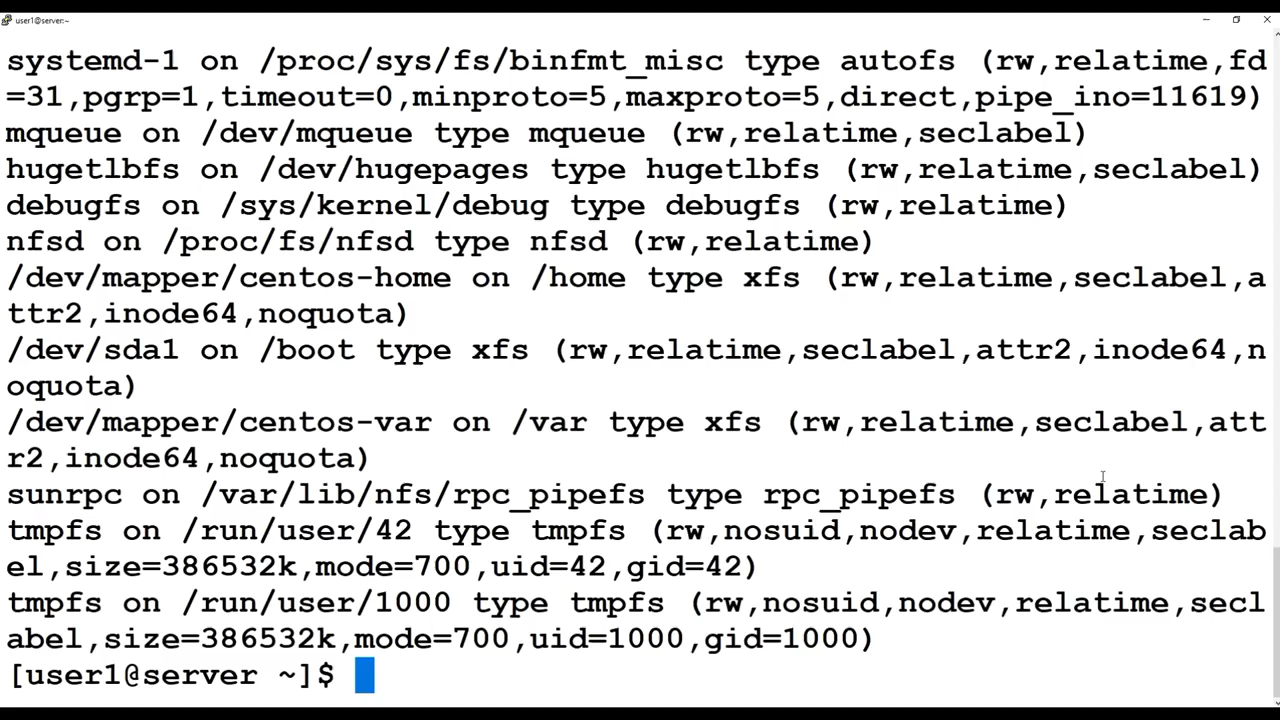 user1@server:~
systemd-1 on /proc/sys/fs/binfmt_misc type autofs (rw,relatime,fd
=31,pgrp=1,timeout=0,minproto=5,maxproto=5,direct,pipe_ino=11619)
mqueue on /dev/mqueue type mqueue (rw,relatime,seclabel)
hugetlbfs on /dev/hugepages type hugetlbfs (rw,relatime,seclabel)
debugfs on /sys/kernel/debug type debugfs (rw,relatime)
nfsd on /proc/fs/nfsd type nfsd (rw,relatime)
/dev/mapper/centos-home on /home type xfs (rw,relatime,seclabel,a
ttr2,inode64,noquota)
/dev/sda1 on /boot type xfs (rw,relatime,seclabel,attr2,inode64,n
oquota)
/dev/mapper/centos-var on /var type xfs (rw,relatime,seclabel,att
r2,inode64,noquota)
sunrpc on /var/lib/nfs/rpc_pipefs type rpc_pipefs (rw,relatime)
tmpfs on /run/user/42 type tmpfs (rw,nosuid,nodev,relatime,seclab
el,size=386532k,mode=700,uid=42,gid=42)
tmpfs on /run/user/1000 type tmpfs (rw,nosuid,nodev,relatime,secl
abel,size=386532k,mode=700,uid=1000,gid=1000)
[user1@server ~]$